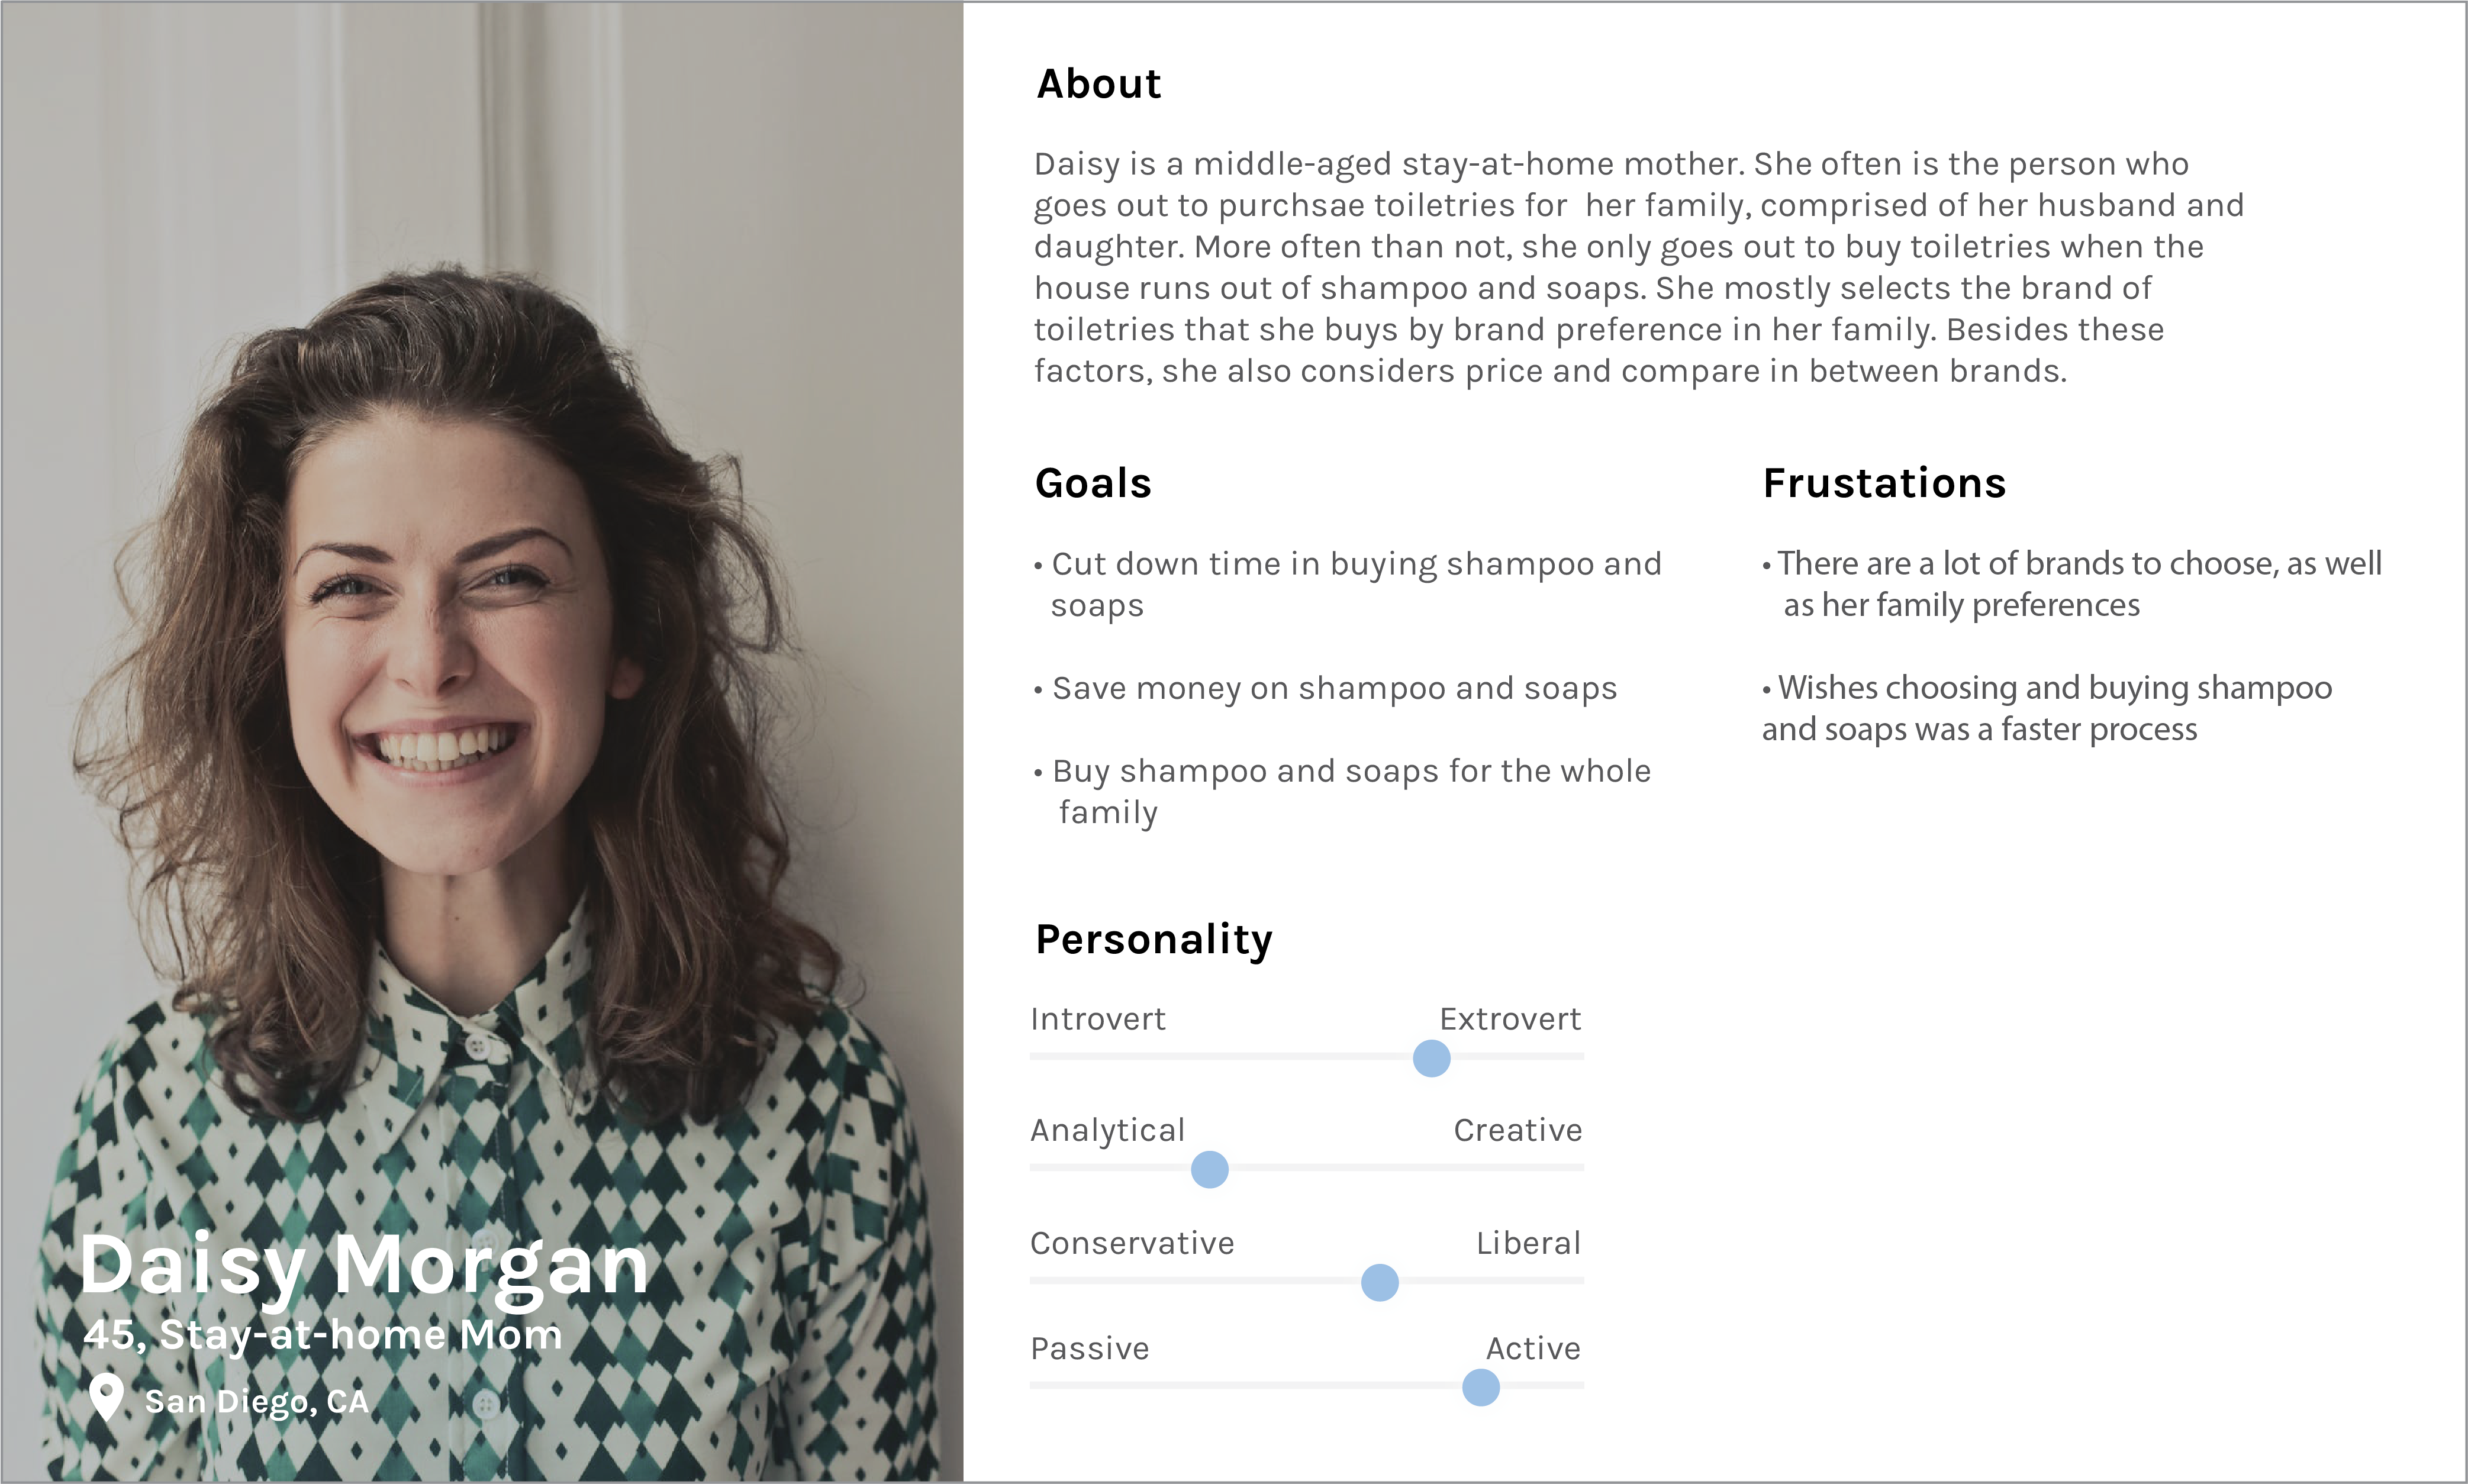 About
Daisy is a middle-aged stay-at-home mother. She often is the person who
goes out to purchsae toiletries for  her family, comprised of her husband and
daughter. More often than not, she only goes out to buy toiletries when the
house runs out of shampoo and soaps. She mostly selects the brand of
toiletries that she buys by brand preference in her family. Besides these
factors, she also considers price and compare in between brands.
Goals
• Cut down time in buying shampoo and
soaps
• Save money on shampoo and soaps
• Buy shampoo and soaps for the whole
family
Frustations
• There are a lot of brands to choose, as well
as her family preferences
• Wishes choosing and buying shampoo
and soaps was a faster process
Personality
Introvert Extrovert
Analytical Creative
Conservative Liberal
Passive Active
Daisy Morgan
45, Stay-at-home Mom
San Diego, CA